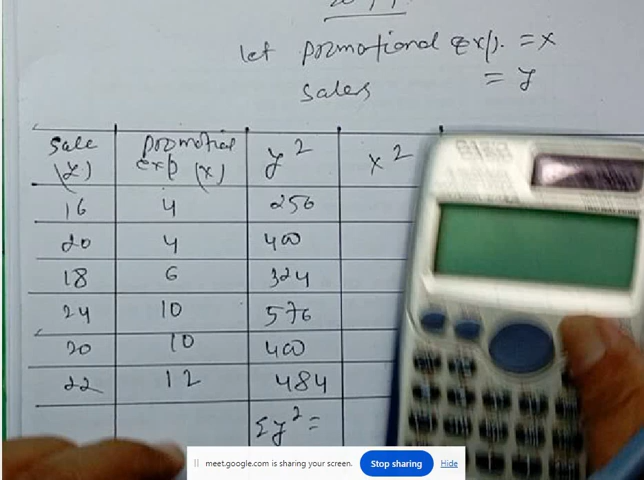 let promotional Exp. = x
Sales = y
Sale (y) promotial exp (x) y² x²
16 4 256
20 4 400
18 6 324
24 10 576
20 10 400
22 12 484
Σy² =
meet.google.com is sharing your screen. Stop sharing Hide